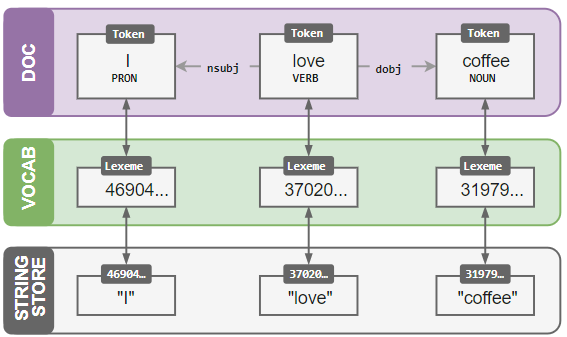 DOC
Token Token Token
I love coffee
nsubj dobj
PRON VERB NOUN
VOCAB
Lexeme Lexeme Lexeme
46904... 37020... 31979...
STRING
STORE
46904… 37020… 31979…
"I" "love" "coffee"